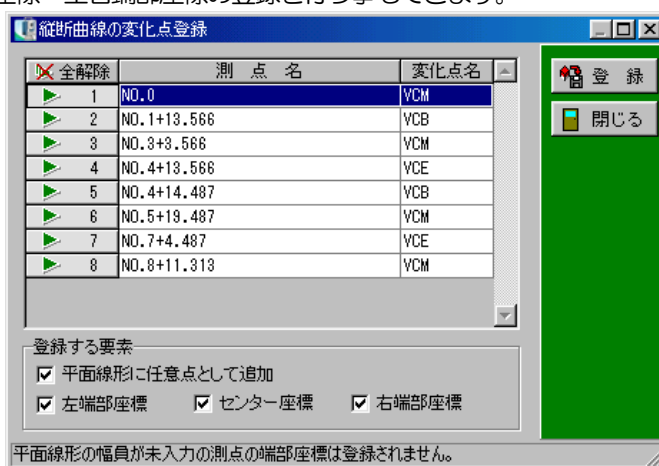 縦断曲線の変化点登録
全解除 測 点 名 変化点名
1 NO.0 VCM
2 NO.1+13.566 VCB
3 NO.3+3.566 VCM
4 NO.4+13.566 VCE
5 NO.4+14.487 VCB
6 NO.5+19.487 VCM
7 NO.7+4.487 VCE
8 NO.8+11.313 VCM
登 録
閉じる
登録する要素
平面線形に任意点として追加
左端部座標 センター座標 右端部座標
平面線形の幅員が未入力の測点の端部座標は登録されません。